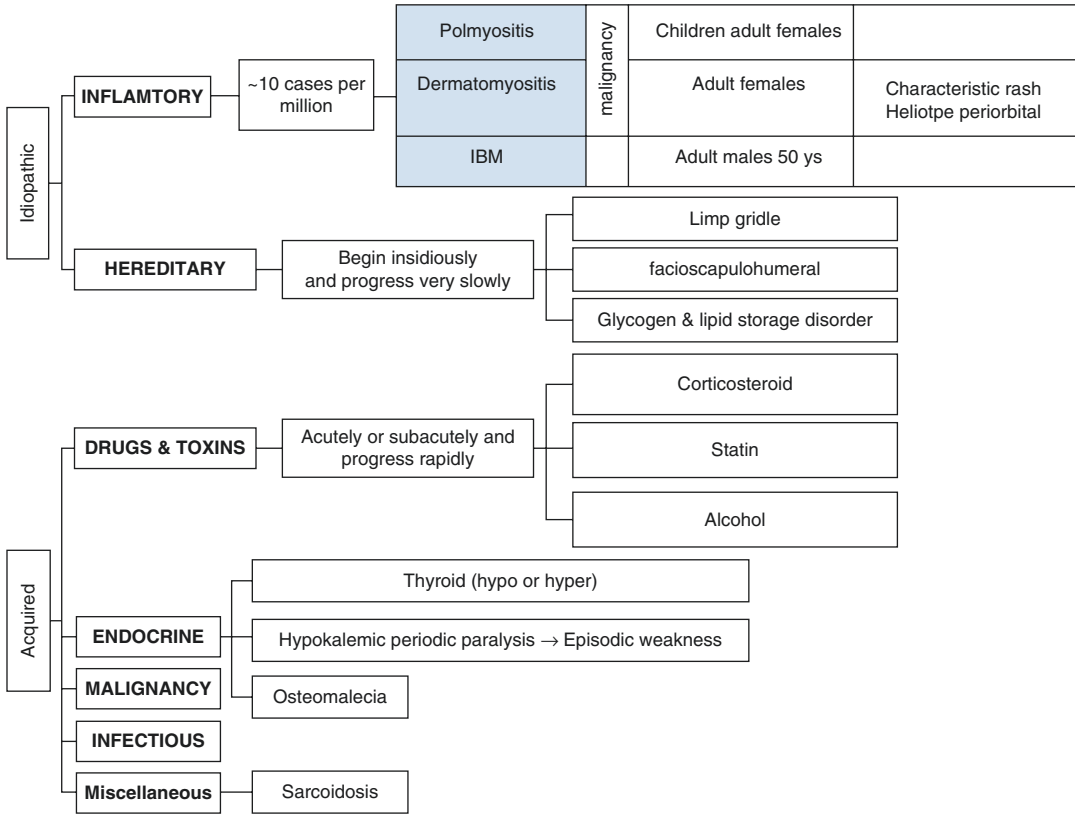 Idiopathic
INFLAMTORY
~10 cases per
million
Polmyositis
malignancy
Children adult females
Dermatomyositis
Adult females
Characteristic rash
Heliotpe periorbital
IBM
Adult males 50 ys
HEREDITARY
Begin insidiously
and progress very slowly
Limp gridle
facioscapulohumeral
Glycogen & lipid storage disorder
Acquired
DRUGS & TOXINS
Acutely or subacutely and
progress rapidly
Corticosteroid
Statin
Alcohol
ENDOCRINE
Thyroid (hypo or hyper)
Hypokalemic periodic paralysis → Episodic weakness
Osteomalecia
MALIGNANCY
INFECTIOUS
Miscellaneous
Sarcoidosis